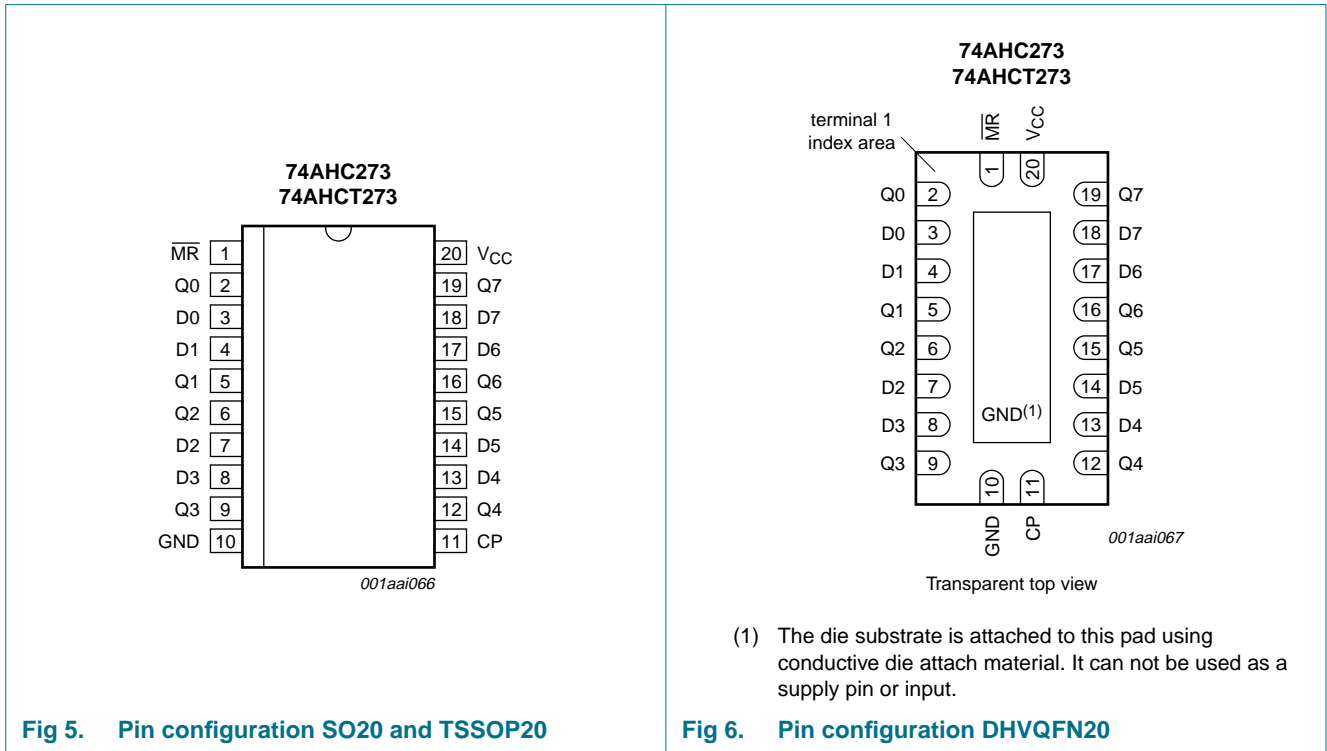 74AHC273
74AHCT273
MR 1 20 VCC
Q0 2 19 Q7
D0 3 18 D7
D1 4 17 D6
Q1 5 16 Q6
Q2 6 15 Q5
D2 7 14 D5
D3 8 13 D4
Q3 9 12 Q4
GND 10 11 CP
001aai066
Fig 5. Pin configuration SO20 and TSSOP20
74AHC273
74AHCT273
terminal 1
index area
MR VCC
1 20
Q0 2 19 Q7
D0 3 18 D7
D1 4 17 D6
Q1 5 16 Q6
Q2 6 15 Q5
D2 7 14 D5
D3 8 GND(1) 13 D4
Q3 9 12 Q4
10 11
GND CP
001aai067
Transparent top view
(1) The die substrate is attached to this pad using
conductive die attach material. It can not be used as a
supply pin or input.
Fig 6. Pin configuration DHVQFN20